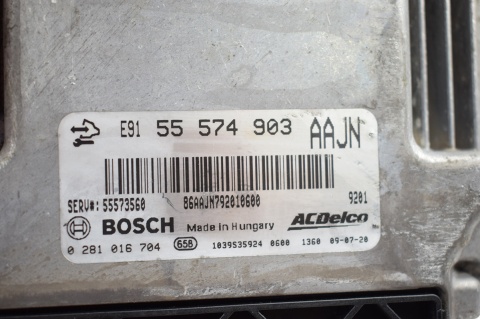 E91 55 574 903 AAJN
SERV#: 55573560 86AAJN792010600 9201
BOSCH Made in Hungary ACDelco
0 281 016 704 658 1039S35924 0600 1360 09-07-20